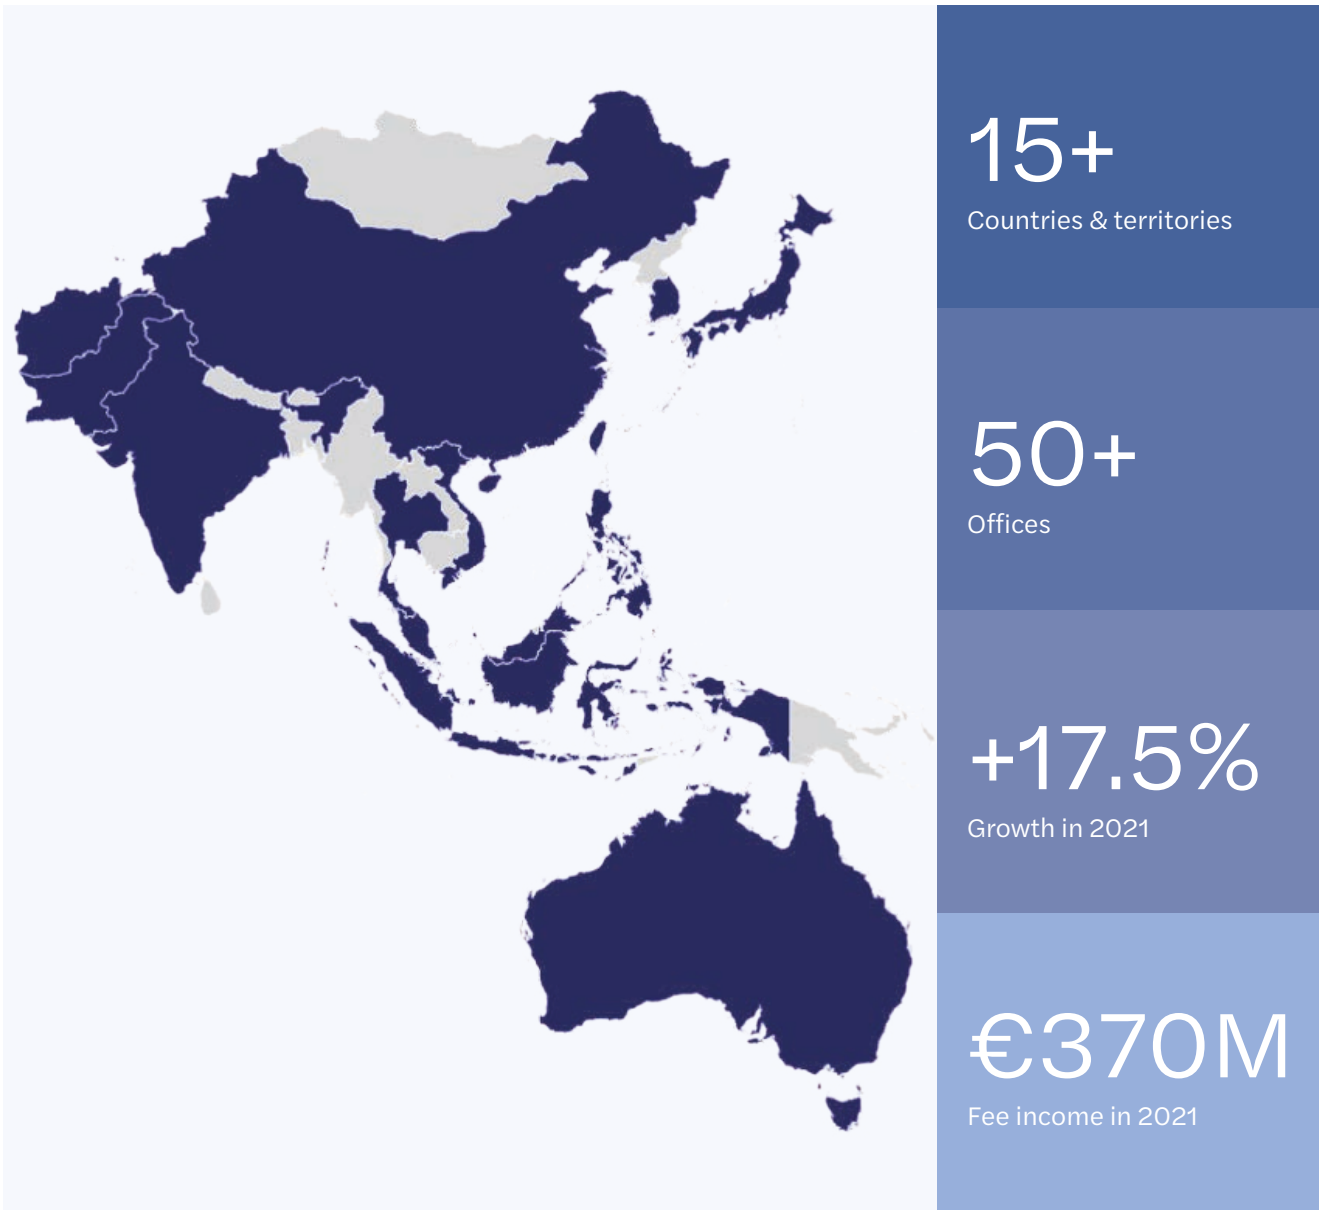 15+
Countries & territories
50+
Offices
+17.5%
Growth in 2021
€370M
Fee income in 2021